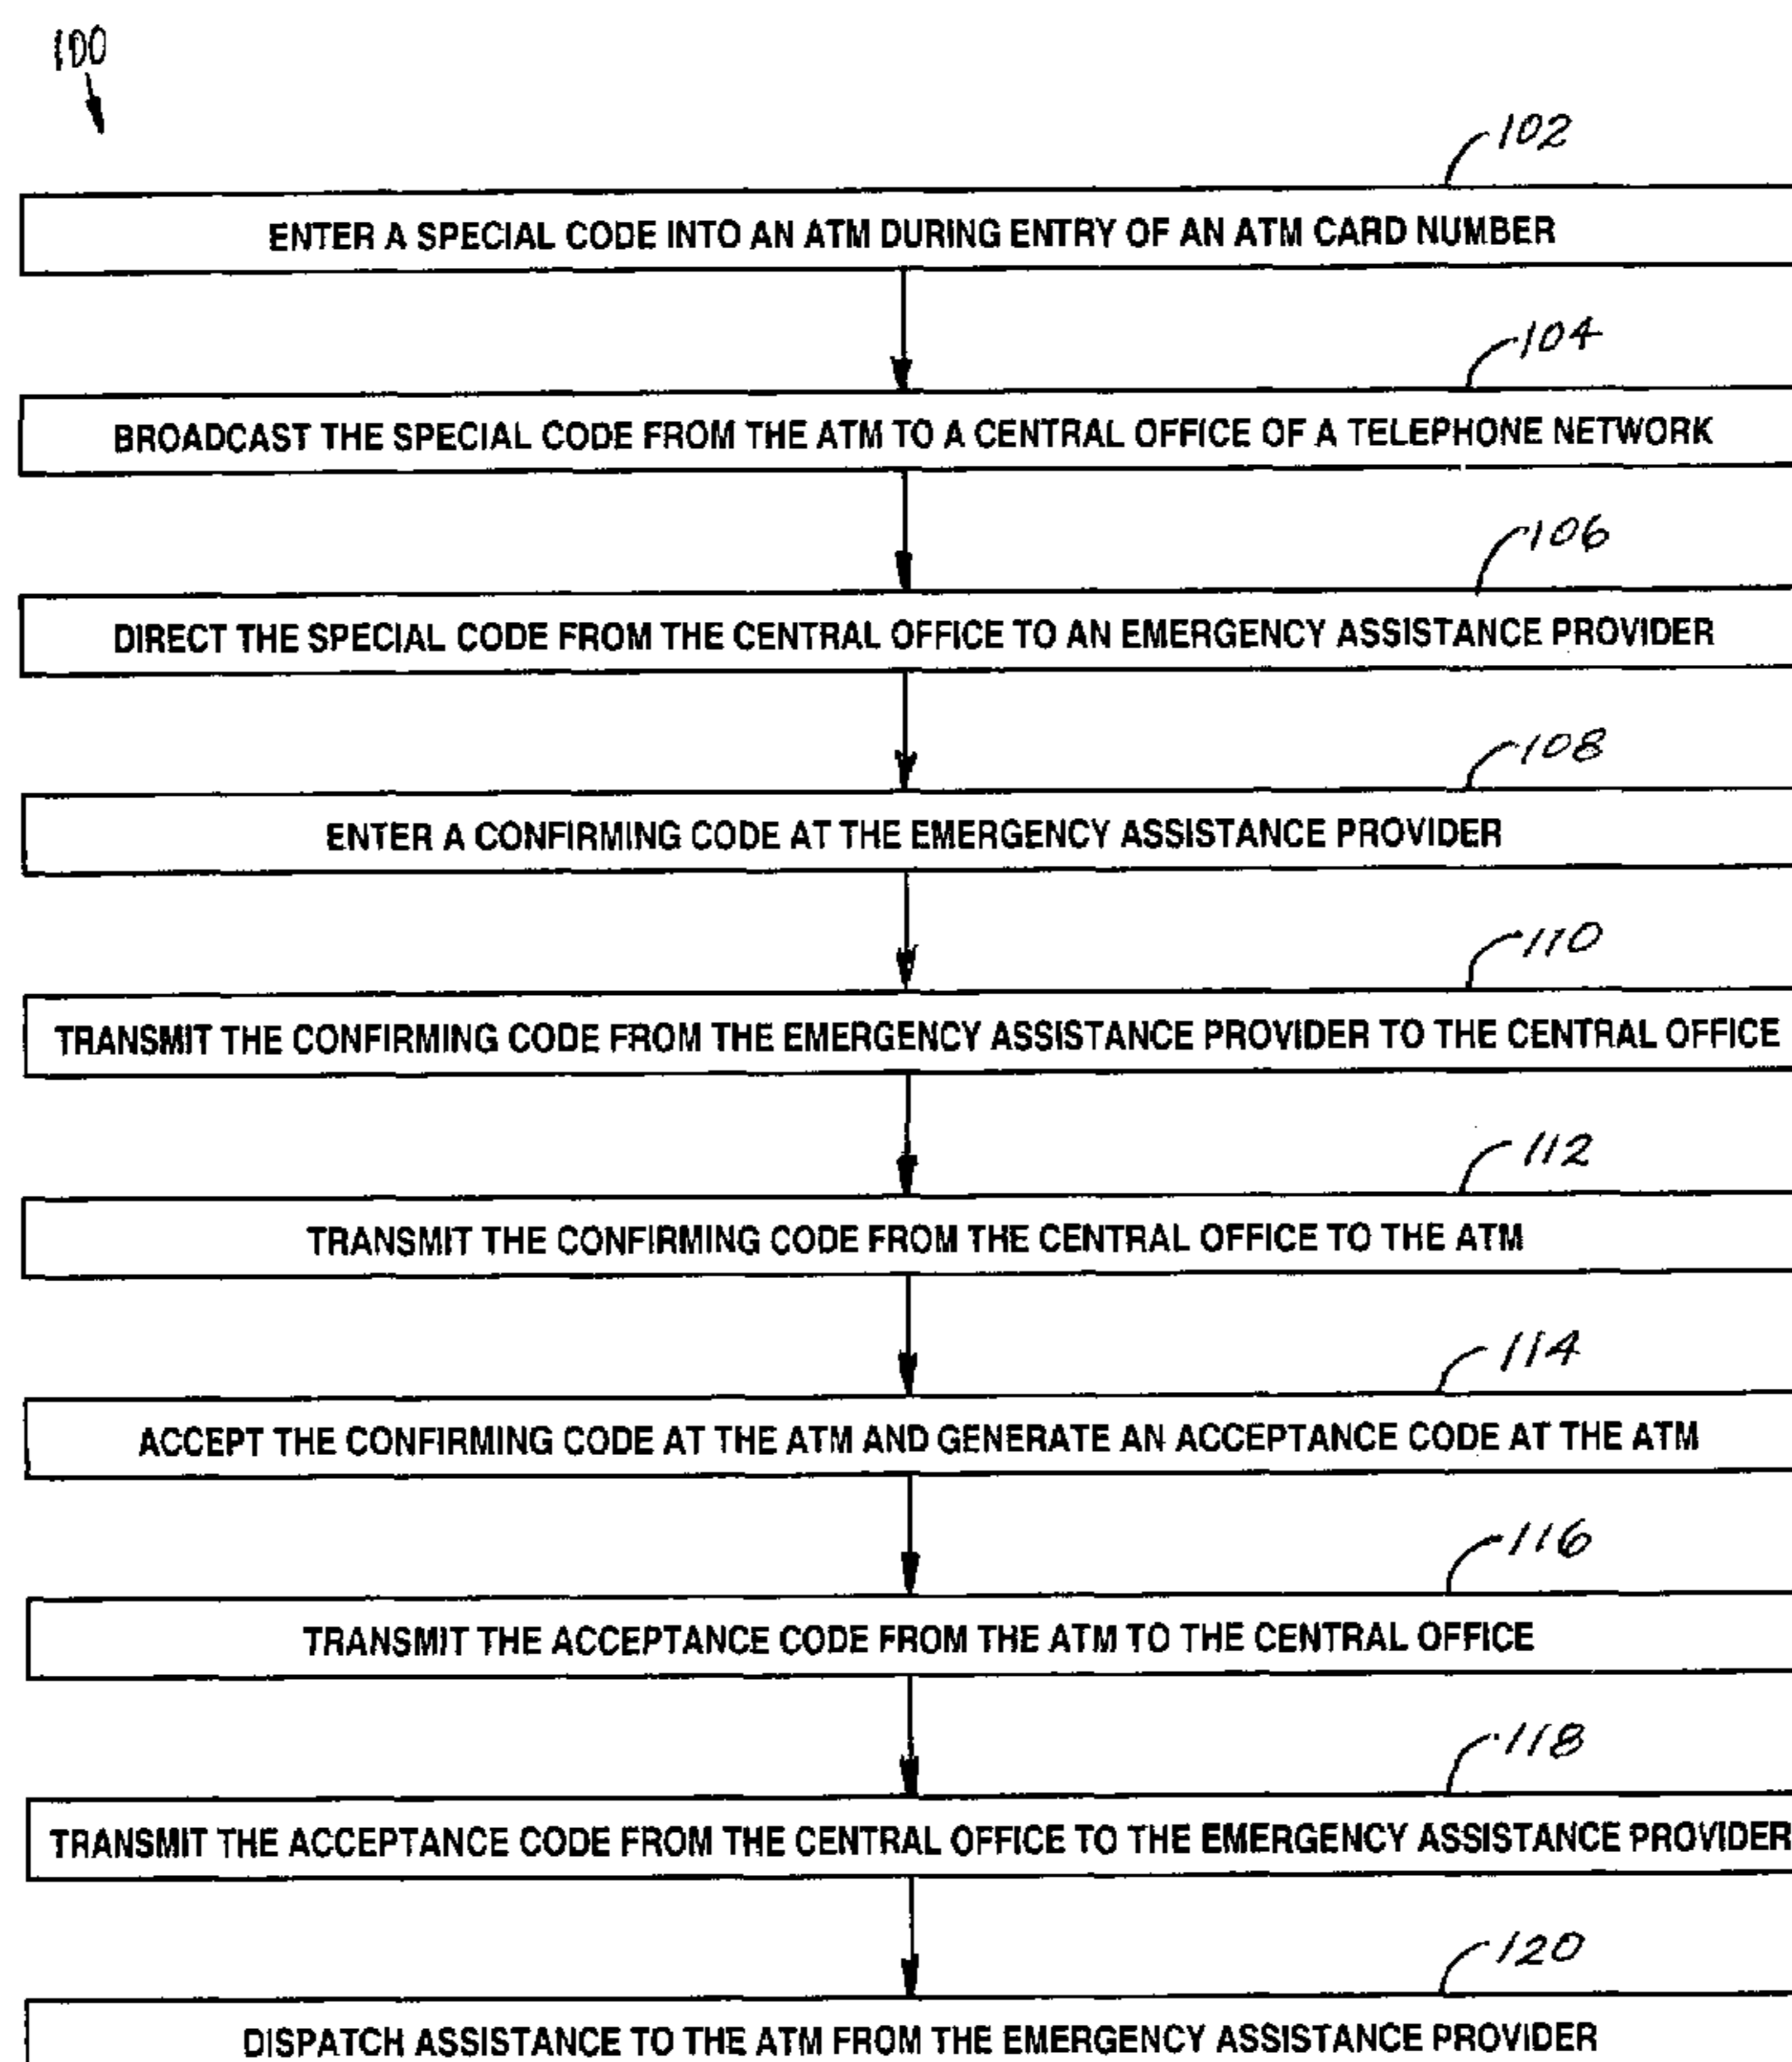 100
102
ENTER A SPECIAL CODE INTO AN ATM DURING ENTRY OF AN ATM CARD NUMBER
104
BROADCAST THE SPECIAL CODE FROM THE ATM TO A CENTRAL OFFICE OF A TELEPHONE NETWORK
106
DIRECT THE SPECIAL CODE FROM THE CENTRAL OFFICE TO AN EMERGENCY ASSISTANCE PROVIDER
108
ENTER A CONFIRMING CODE AT THE EMERGENCY ASSISTANCE PROVIDER
110
TRANSMIT THE CONFIRMING CODE FROM THE EMERGENCY ASSISTANCE PROVIDER TO THE CENTRAL OFFICE
112
TRANSMIT THE CONFIRMING CODE FROM THE CENTRAL OFFICE TO THE ATM
114
ACCEPT THE CONFIRMING CODE AT THE ATM AND GENERATE AN ACCEPTANCE CODE AT THE ATM
116
TRANSMIT THE ACCEPTANCE CODE FROM THE ATM TO THE CENTRAL OFFICE
118
TRANSMIT THE ACCEPTANCE CODE FROM THE CENTRAL OFFICE TO THE EMERGENCY ASSISTANCE PROVIDER
120
DISPATCH ASSISTANCE TO THE ATM FROM THE EMERGENCY ASSISTANCE PROVIDER